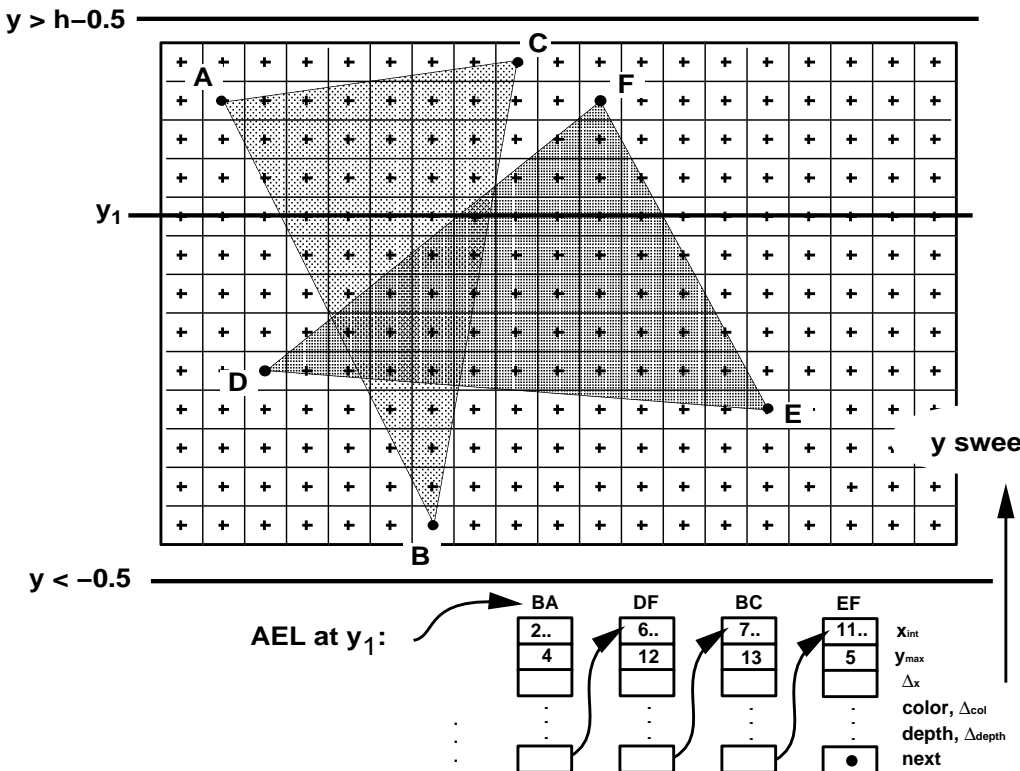 y > h−0.5
C
A
F
y1
D
E
y swee
B
y < −0.5
BA DF BC EF
AEL at y1:
2.. 6.. 7.. 11.. xint
4 12 13 5 ymax
Δx
color, Δcol
depth, Δdepth
next